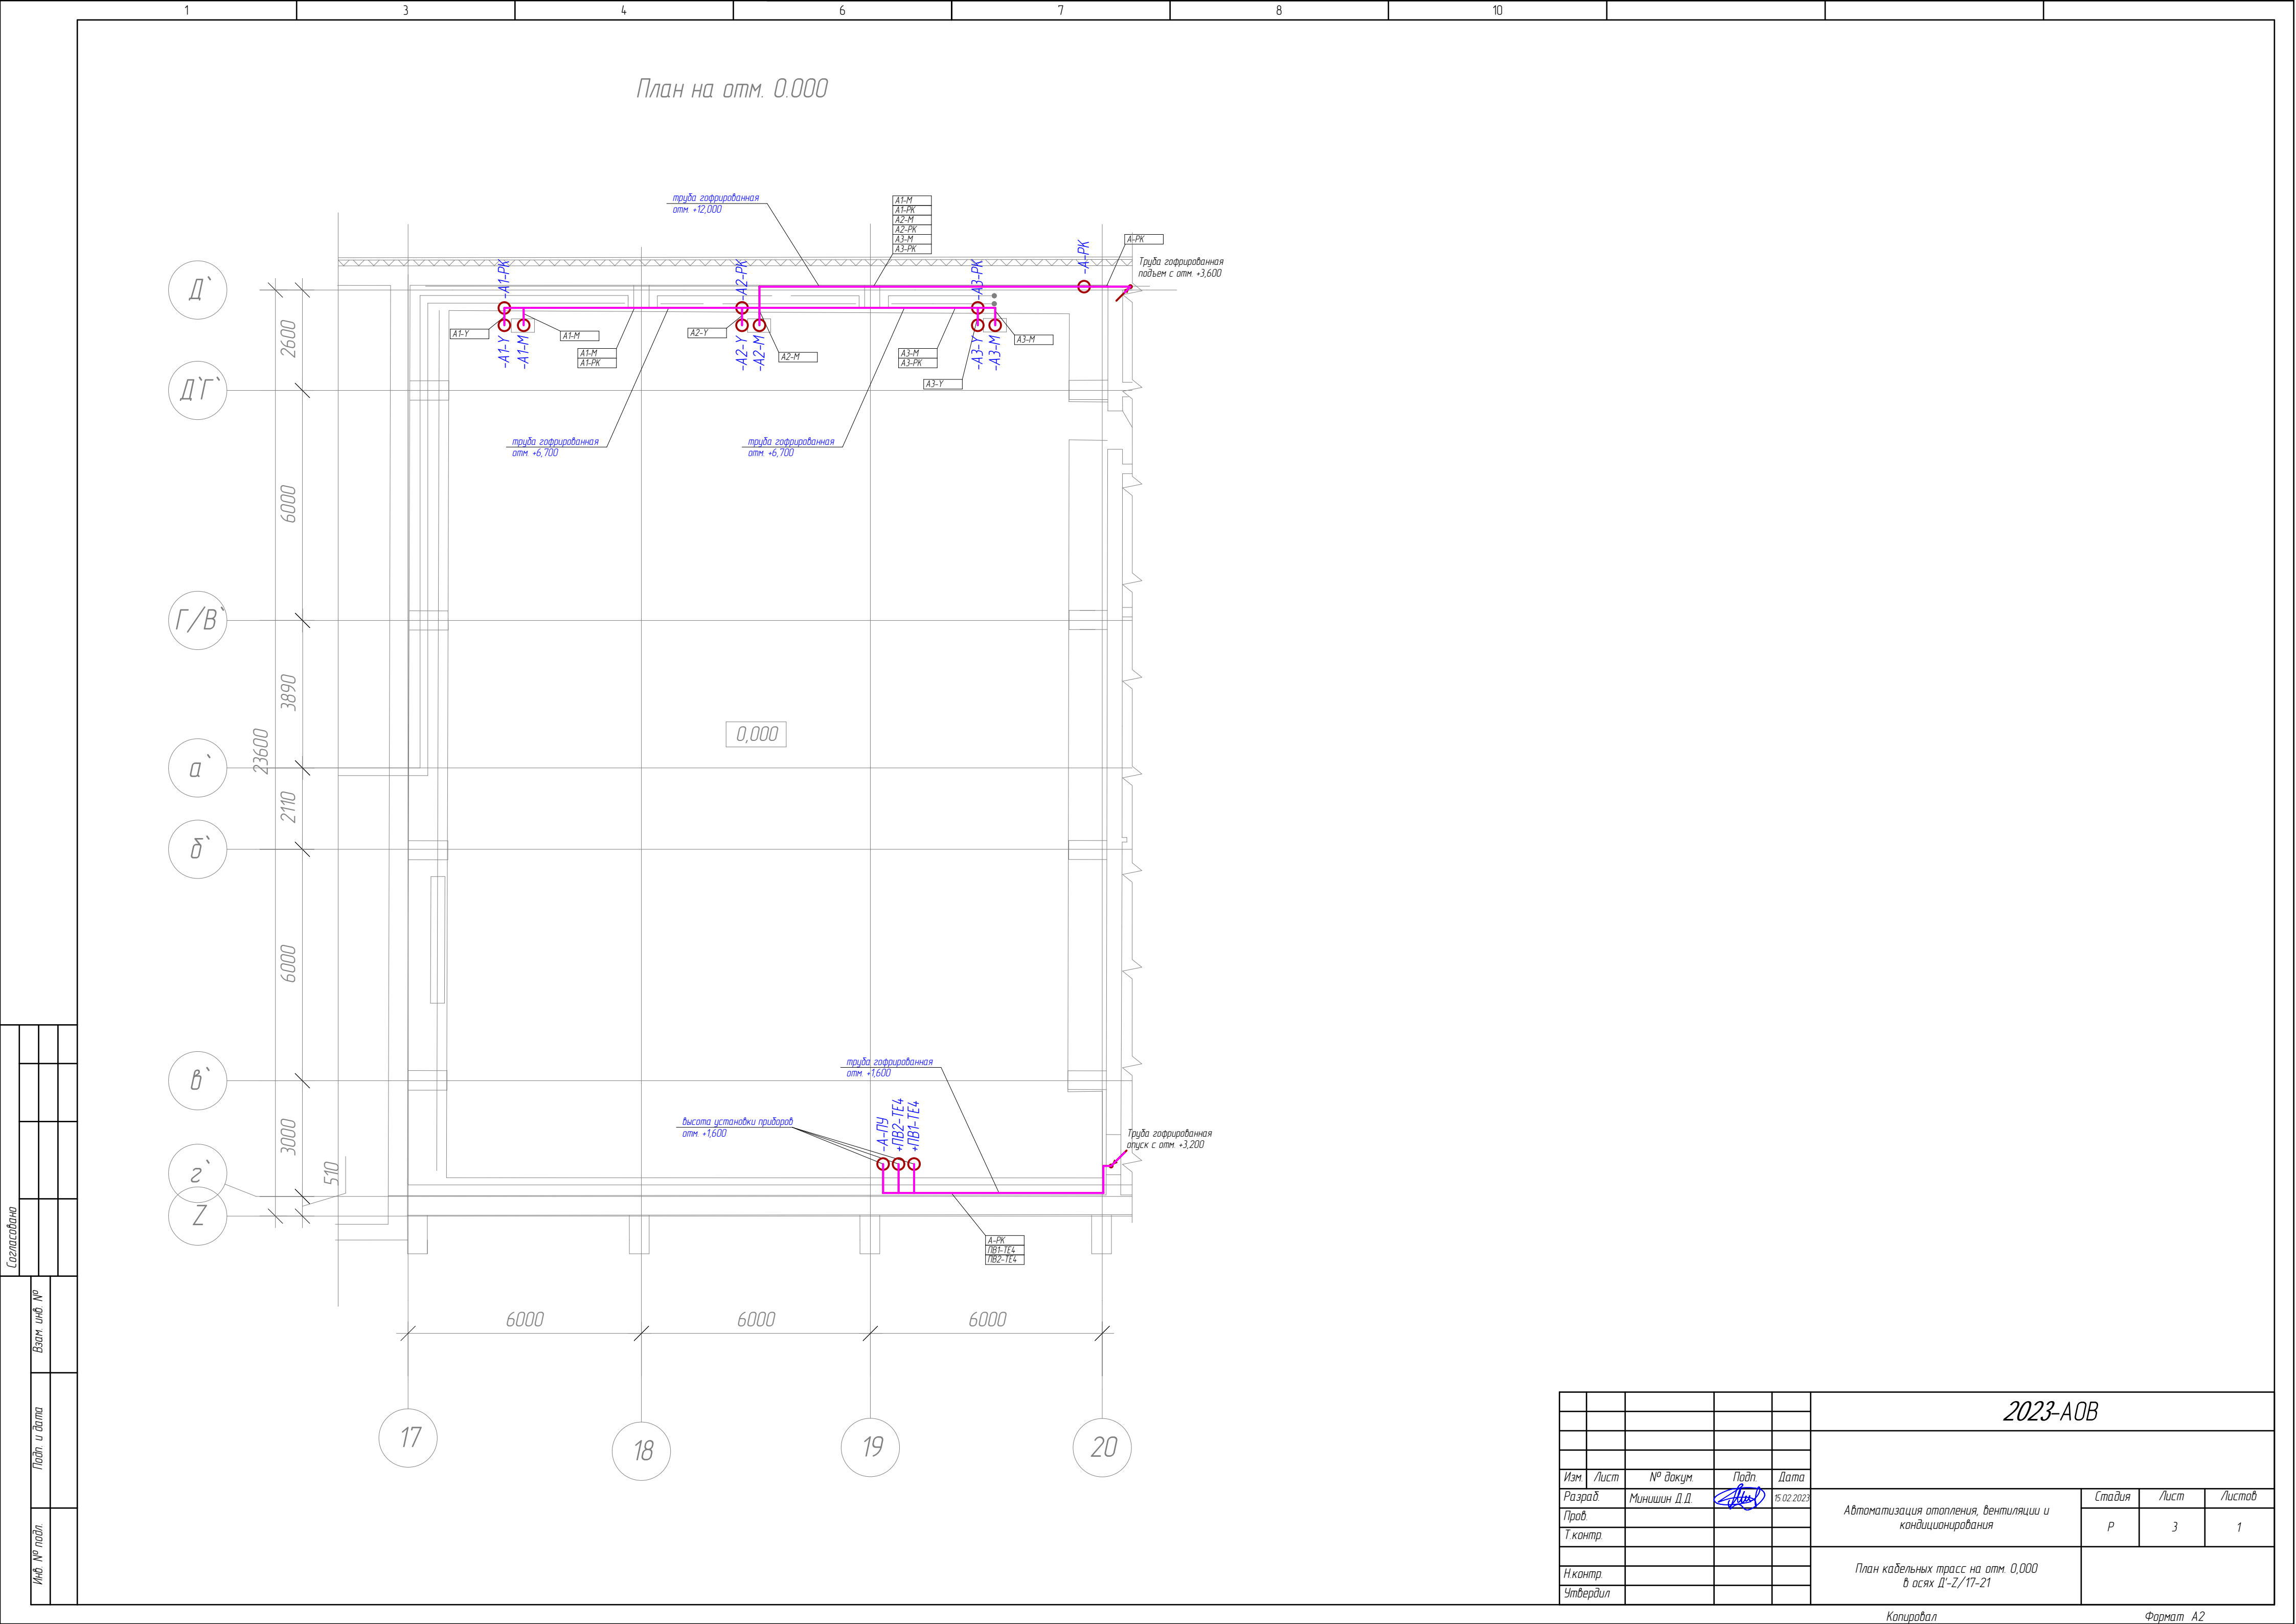 1 3 4 6 7 8 10
План на отм. 0.000
труба гофрированная
отм. +12,000
А1-М
А1-РК
А2-М
А2-РК
А3-М
А3-РК
А-РК
Труба гофрированная
подъем с отм. +3,600
-А1-РК
-А2-РК
-А3-РК
-А-РК
Д`
А1-У
А1-М
А2-У
А2-М
А3-М
-А1-У
-А1-М
-А2-У
-А2-М
-А3-У
-А3-М
А1-М
А1-РК
А3-М
А3-РК
А3-У
2600
Д`Г`
труба гофрированная
отм. +6,700
труба гофрированная
отм. +6,700
6000
Г/В`
3890
0,000
23600
а`
2110
б`
6000
труба гофрированная
отм. +1,600
в`
высота установки приборов
отм. +1,600
-А-ПУ
+ПВ2-ТЕ4
+ПВ1-ТЕ4
Труба гофрированная
опуск с отм. +3,200
3000
510
г`
Z
А-РК
ПВ1-ТЕ4
ПВ2-ТЕ4
6000 6000 6000
17 18 19 20
Согласовано
Взам. инв. №
Подп. и дата
Инв. № подл.
2023-АОВ
Изм. Лист № докум. Подп. Дата
Разраб. Минишин Д.Д. 15.02.2023
Пров.
Т.контр.
Н.контр.
Утвердил
Автоматизация отопления, вентиляции и
кондиционирования
Стадия Лист Листов
Р 3 1
План кабельных трасс на отм. 0,000
в осях Д'-Z/17-21
Копировал Формат А2